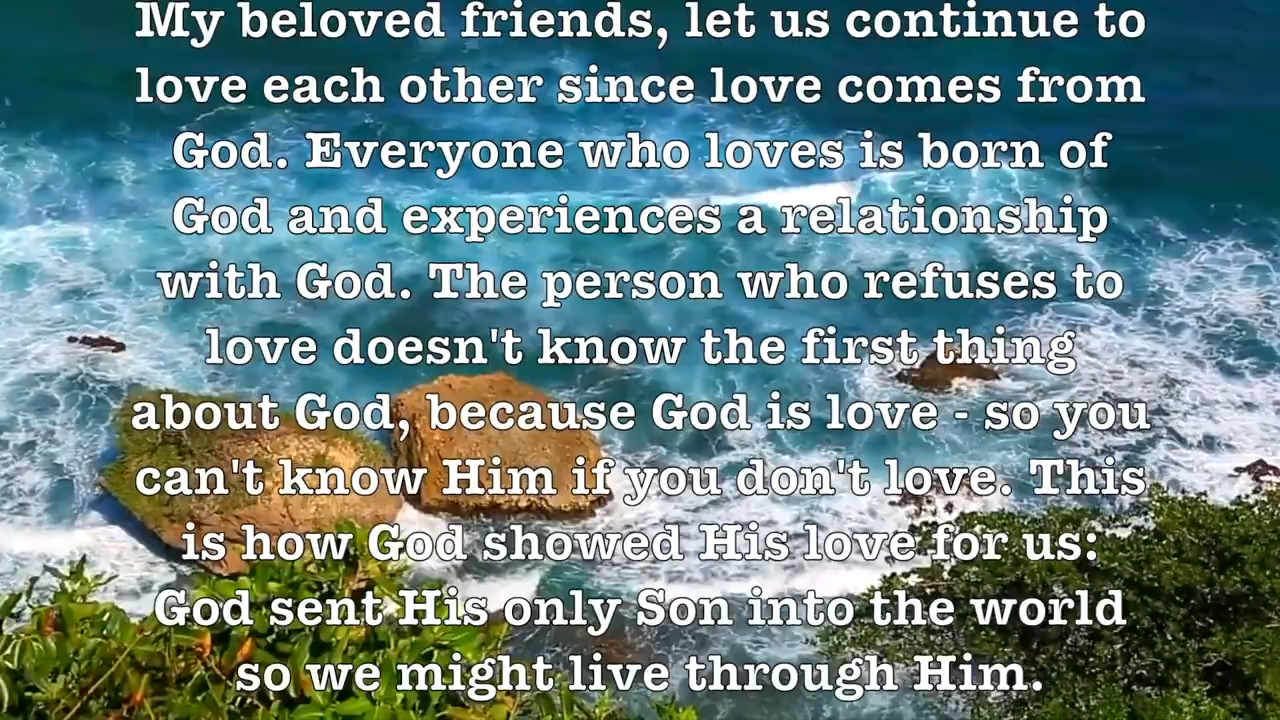 My beloved friends, let us continue to
love each other since love comes from
God. Everyone who loves is born of
God and experiences a relationship
with God. The person who refuses to
love doesn't know the first thing
about God, because God is love - so you
can't know Him if you don't love. This
is how God showed His love for us:
God sent His only Son into the world
so we might live through Him.